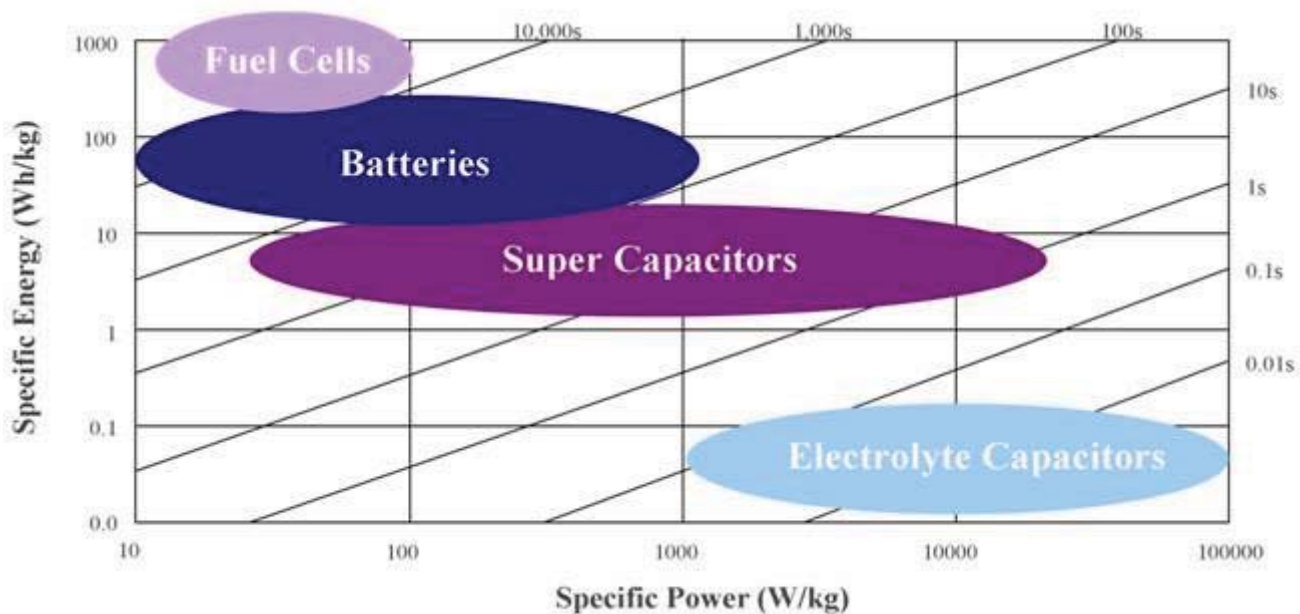 10,000s 1,000s 100s
1000
Fuel Cells
10s
100
Batteries
1s
10
Super Capacitors
0.1s
1
0.01s
0.1
Electrolyte Capacitors
0.0
10 100 1000 10000 100000
Specific Energy (Wh/kg)
Specific Power (W/kg)